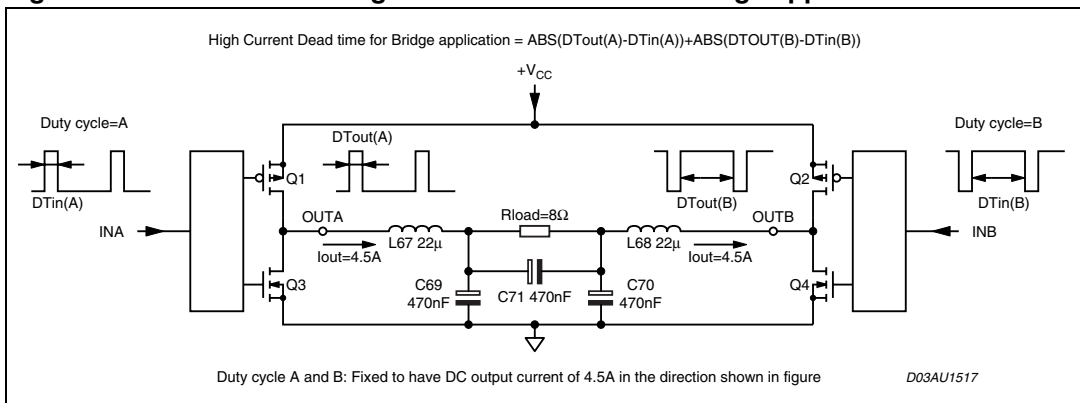 High Current Dead time for Bridge application = ABS(DTout(A)-DTin(A))+ABS(DTOUT(B)-DTin(B))
+VCC
Duty cycle=A
DTout(A)
Duty cycle=B
Q1
Q2
DTin(A)
DTout(B)
DTin(B)
INA
OUTA
Rload=8Ω
OUTB
INB
L67 22μ
L68 22μ
Iout=4.5A
Iout=4.5A
Q3
C69
470nF
C71 470nF
C70
470nF
Q4
Duty cycle A and B: Fixed to have DC output current of 4.5A in the direction shown in figure
D03AU1517